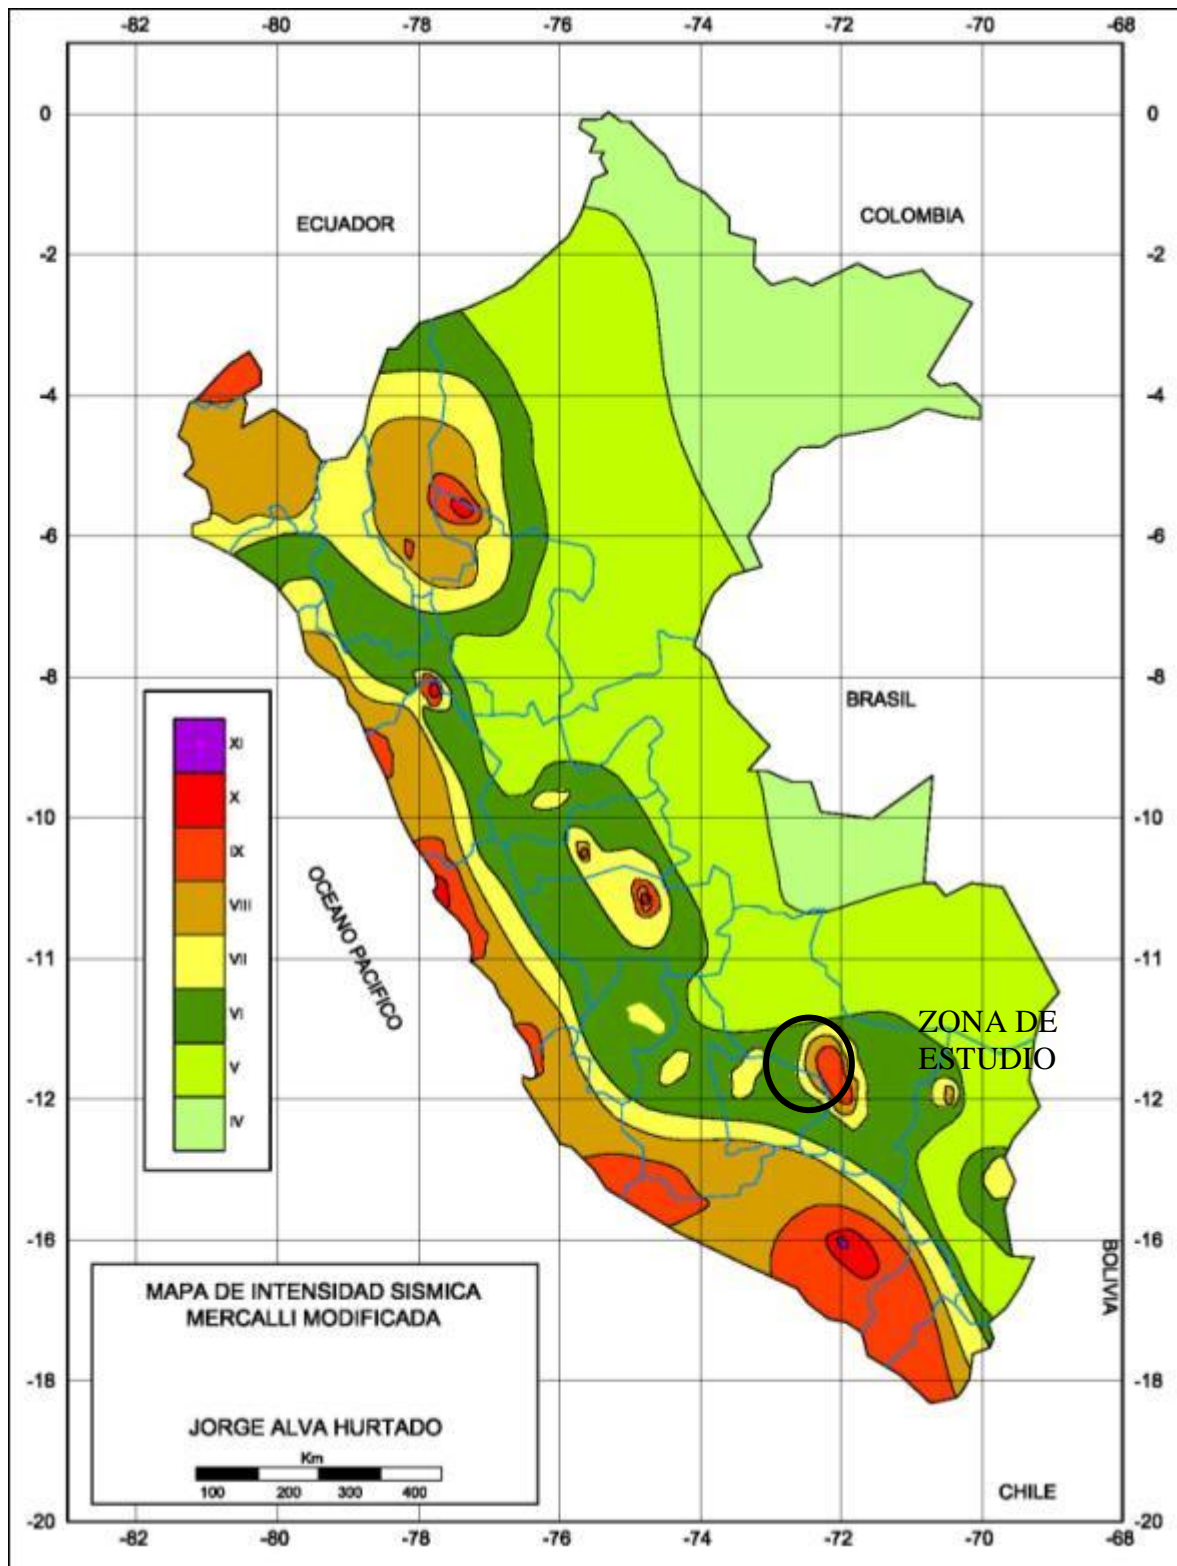 -82 -80 -78 -76 -74 -72 -70 -68
0 0
ECUADOR
COLOMBIA
-2 -2
-4 -4
-6 -6
-8 -8
BRASIL
XI
X
IX
VIII
VII
VI
V
IV
-10 -10
OCEANO PACIFICO
-11 -11
ZONA DE
ESTUDIO
-12 -12
-14 -14
-16 -16
BOLIVIA
MAPA DE INTENSIDAD SISMICA
MERCALLI MODIFICADA
-18 -18
JORGE ALVA HURTADO
Km
100 200 300 400
CHILE
-20 -20
-82 -80 -78 -76 -74 -72 -70 -68